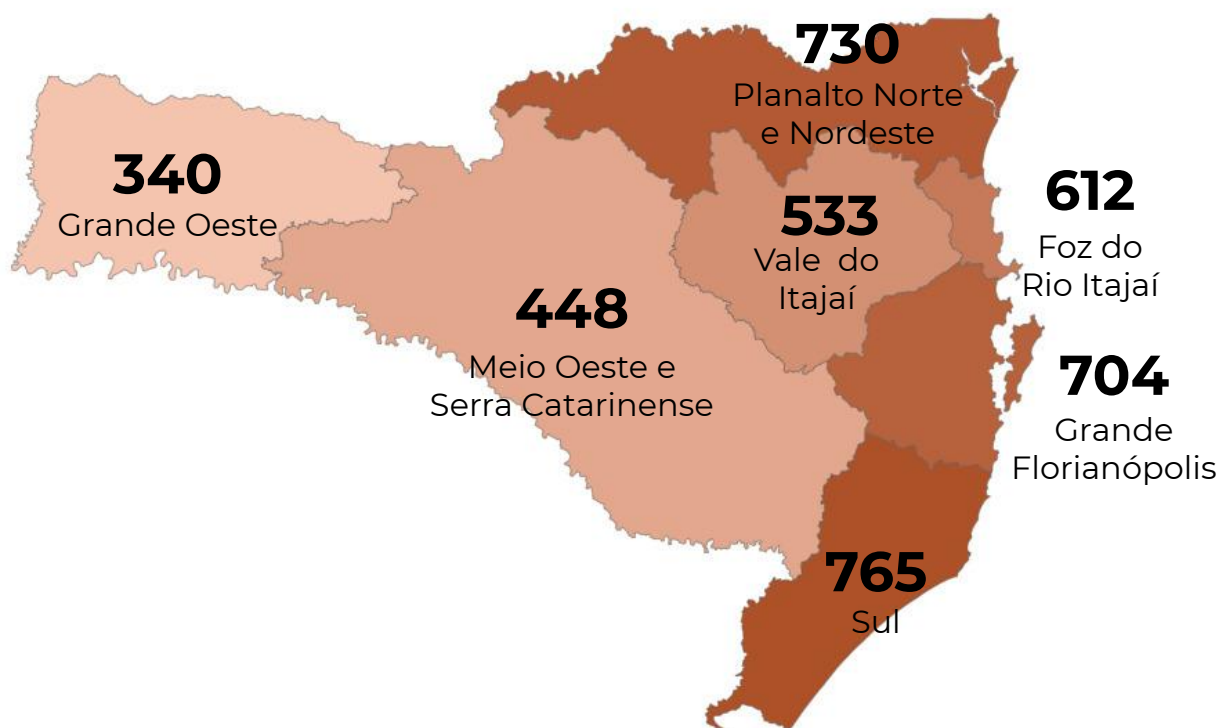 730
Planalto Norte
e Nordeste
340
Grande Oeste
533
Vale do
Itajaí
612
Foz do
Rio Itajaí
448
Meio Oeste e
Serra Catarinense
704
Grande
Florianópolis
765
Sul